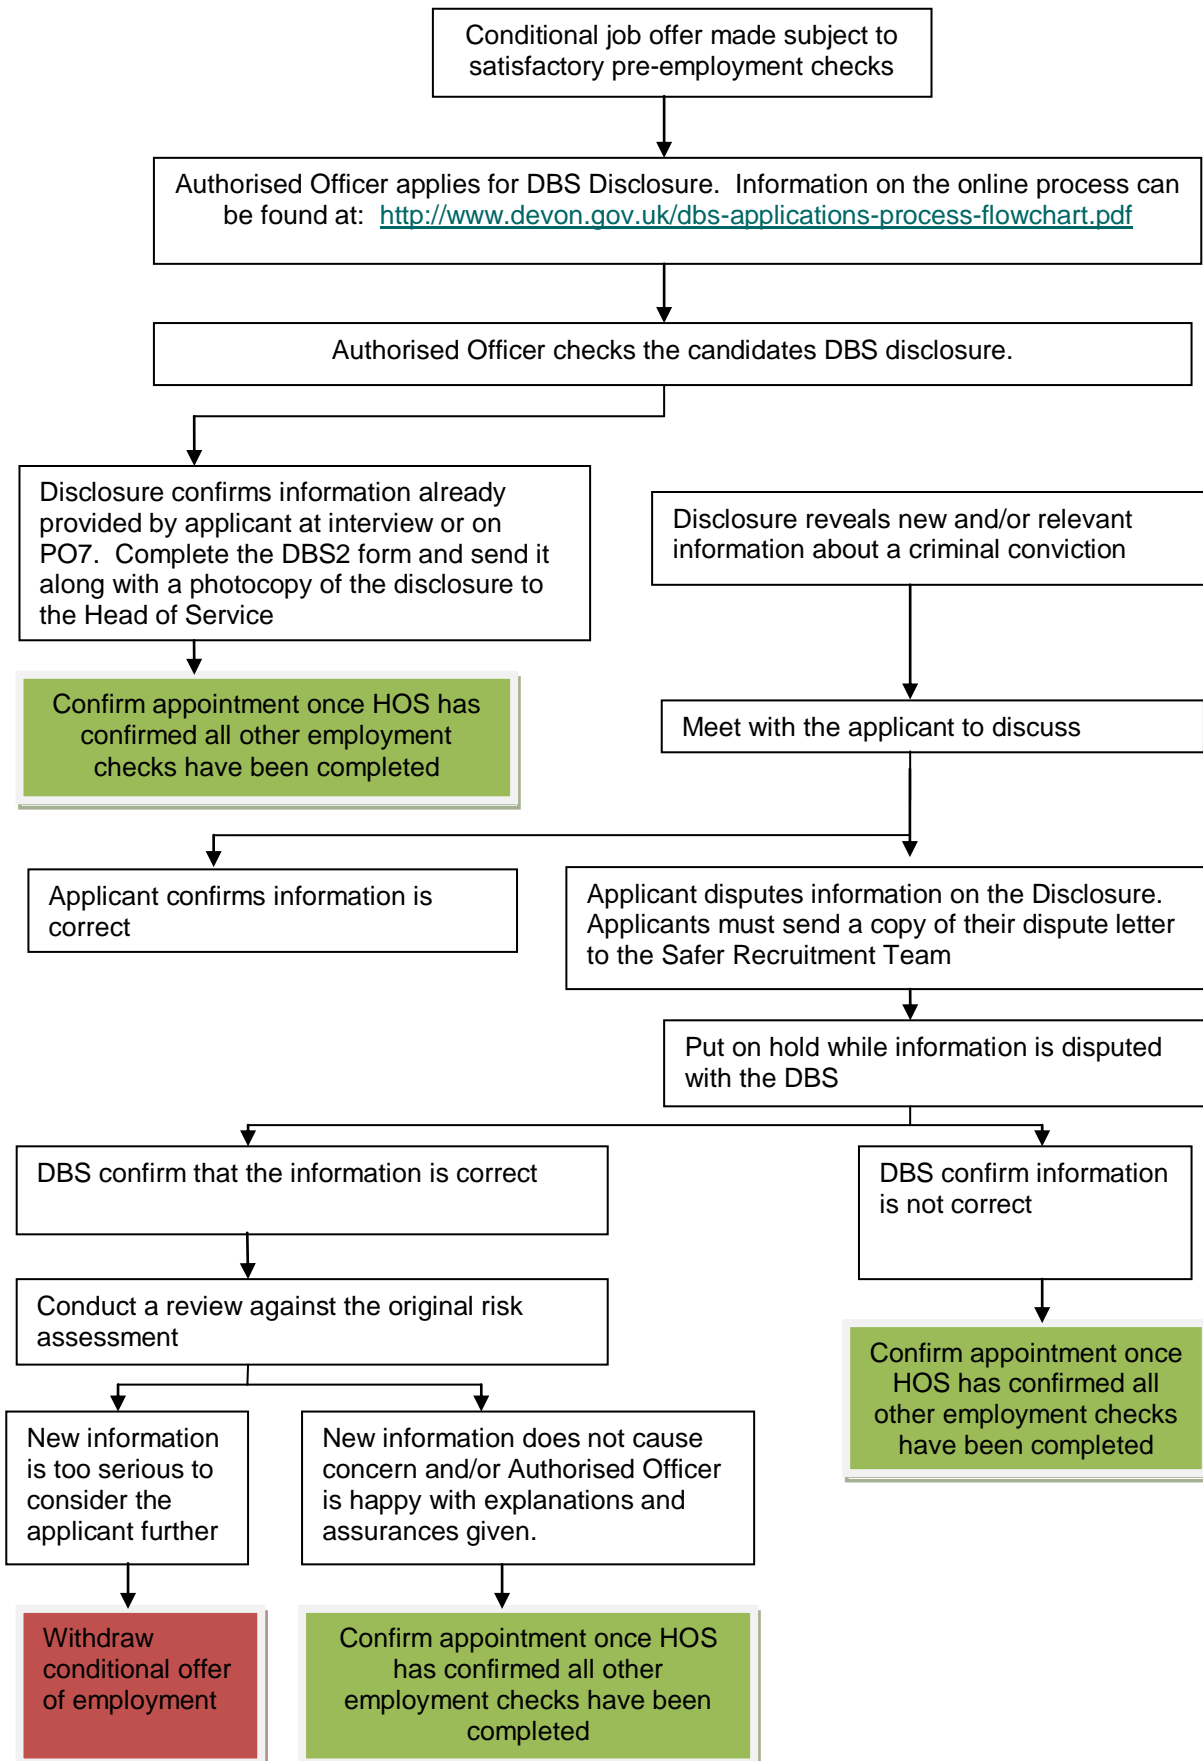 Conditional job offer made subject to
satisfactory pre-employment checks
Authorised Officer applies for DBS Disclosure.  Information on the online process can
be found at:  http://www.devon.gov.uk/dbs-applications-process-flowchart.pdf
Authorised Officer checks the candidates DBS disclosure.
Disclosure confirms information already
provided by applicant at interview or on
PO7.  Complete the DBS2 form and send it
along with a photocopy of the disclosure to
the Head of Service
Disclosure reveals new and/or relevant
information about a criminal conviction
Confirm appointment once HOS has
confirmed all other employment
checks have been completed
Meet with the applicant to discuss
Applicant confirms information is
correct
Applicant disputes information on the Disclosure.
Applicants must send a copy of their dispute letter
to the Safer Recruitment Team
Put on hold while information is disputed
with the DBS
DBS confirm that the information is correct
DBS confirm information
is not correct
Conduct a review against the original risk
assessment
Confirm appointment once
HOS has confirmed all
other employment checks
have been completed
New information
is too serious to
consider the
applicant further
New information does not cause
concern and/or Authorised Officer
is happy with explanations and
assurances given.
Withdraw
conditional offer
of employment
Confirm appointment once HOS
has confirmed all other
employment checks have been
completed